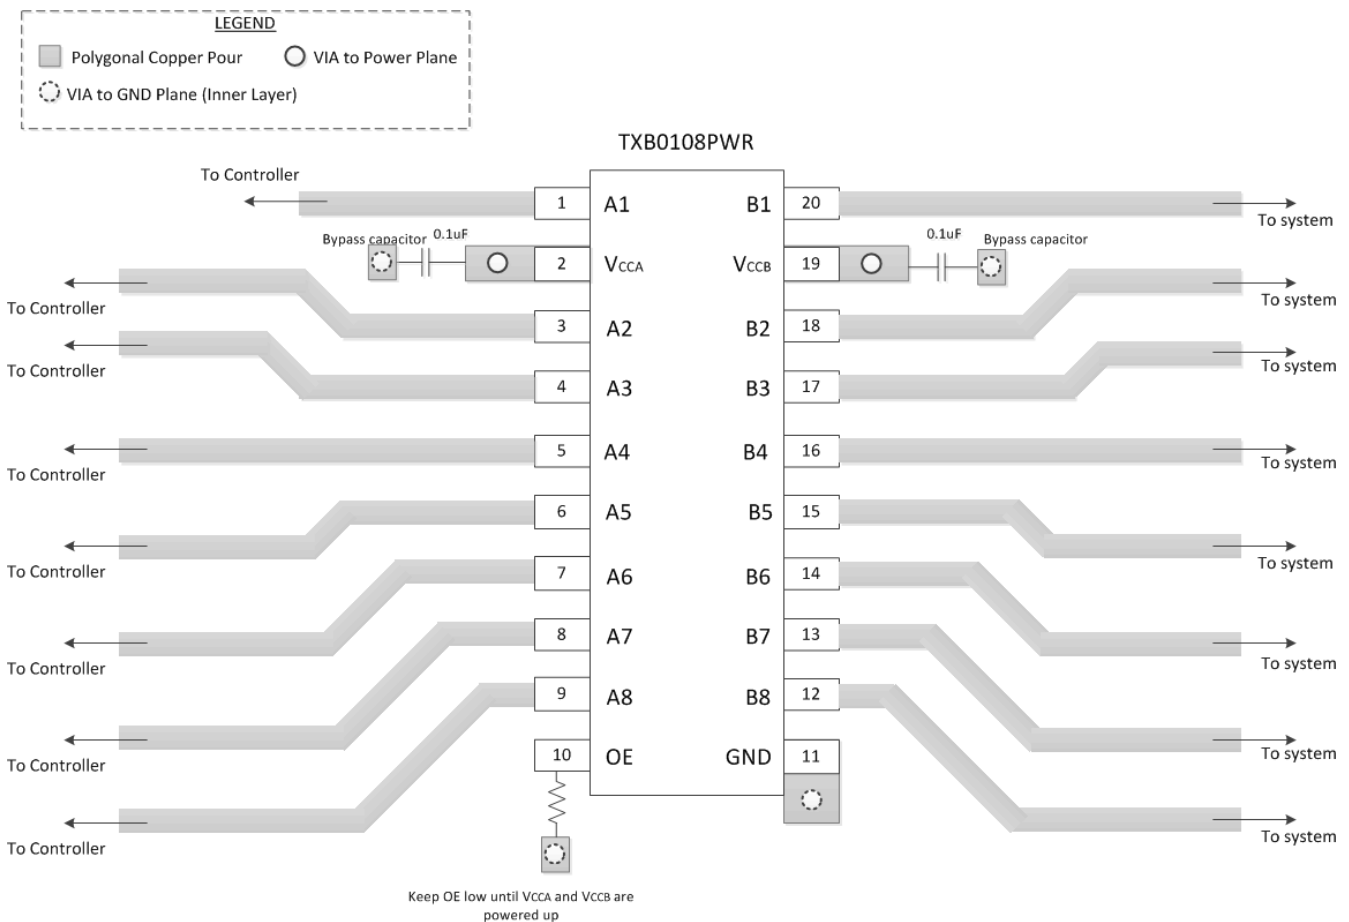 LEGEND
Polygonal Copper Pour
VIA to Power Plane
VIA to GND Plane (Inner Layer)
TXB0108PWR
To Controller
1
A1
B1
20
To system
Bypass capacitor
0.1uF
2
VCCA
VCCB
19
0.1uF
Bypass capacitor
To Controller
3
A2
B2
18
To system
To Controller
4
A3
B3
17
To system
To Controller
5
A4
B4
16
To system
To Controller
6
A5
B5
15
To system
To Controller
7
A6
B6
14
To system
To Controller
8
A7
B7
13
To system
To Controller
9
A8
B8
12
To system
10
OE
GND
11
Keep OE low until VCCA and VCCB are
powered up